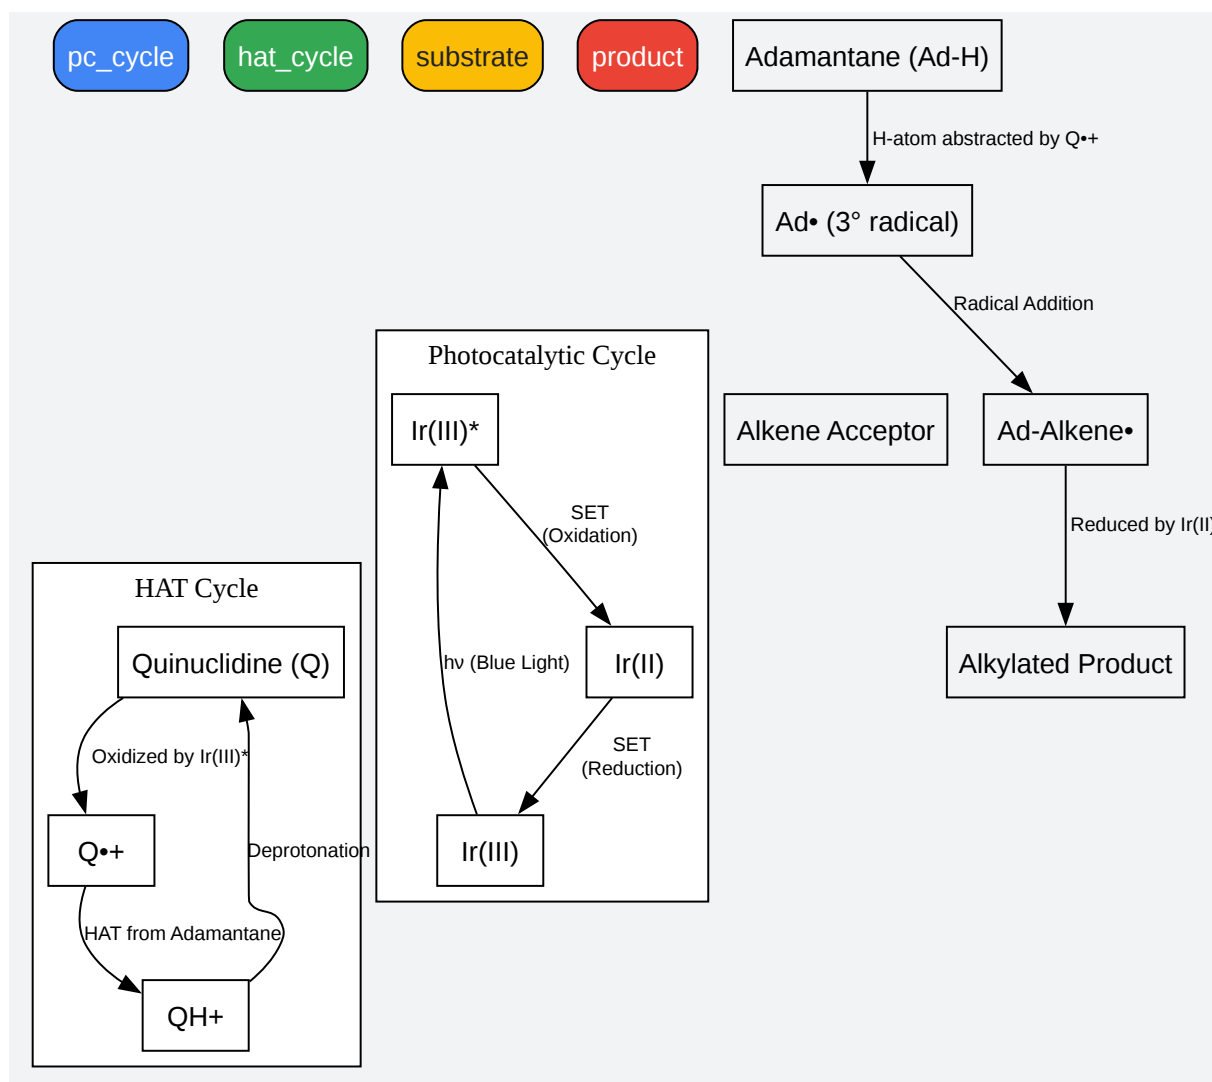 pc_cycle
hat_cycle
substrate
product
Adamantane (Ad-H)
H-atom abstracted by Q•+
Ad• (3° radical)
Radical Addition
Photocatalytic Cycle
Ir(III)*
Alkene Acceptor
Ad-Alkene•
SET
(Oxidation)
Reduced by Ir(II)
HAT Cycle
Quinuclidine (Q)
hν (Blue Light)
Ir(II)
Alkylated Product
Oxidized by Ir(III)*
SET
(Reduction)
Q•+
Deprotonation
Ir(III)
HAT from Adamantane
QH+